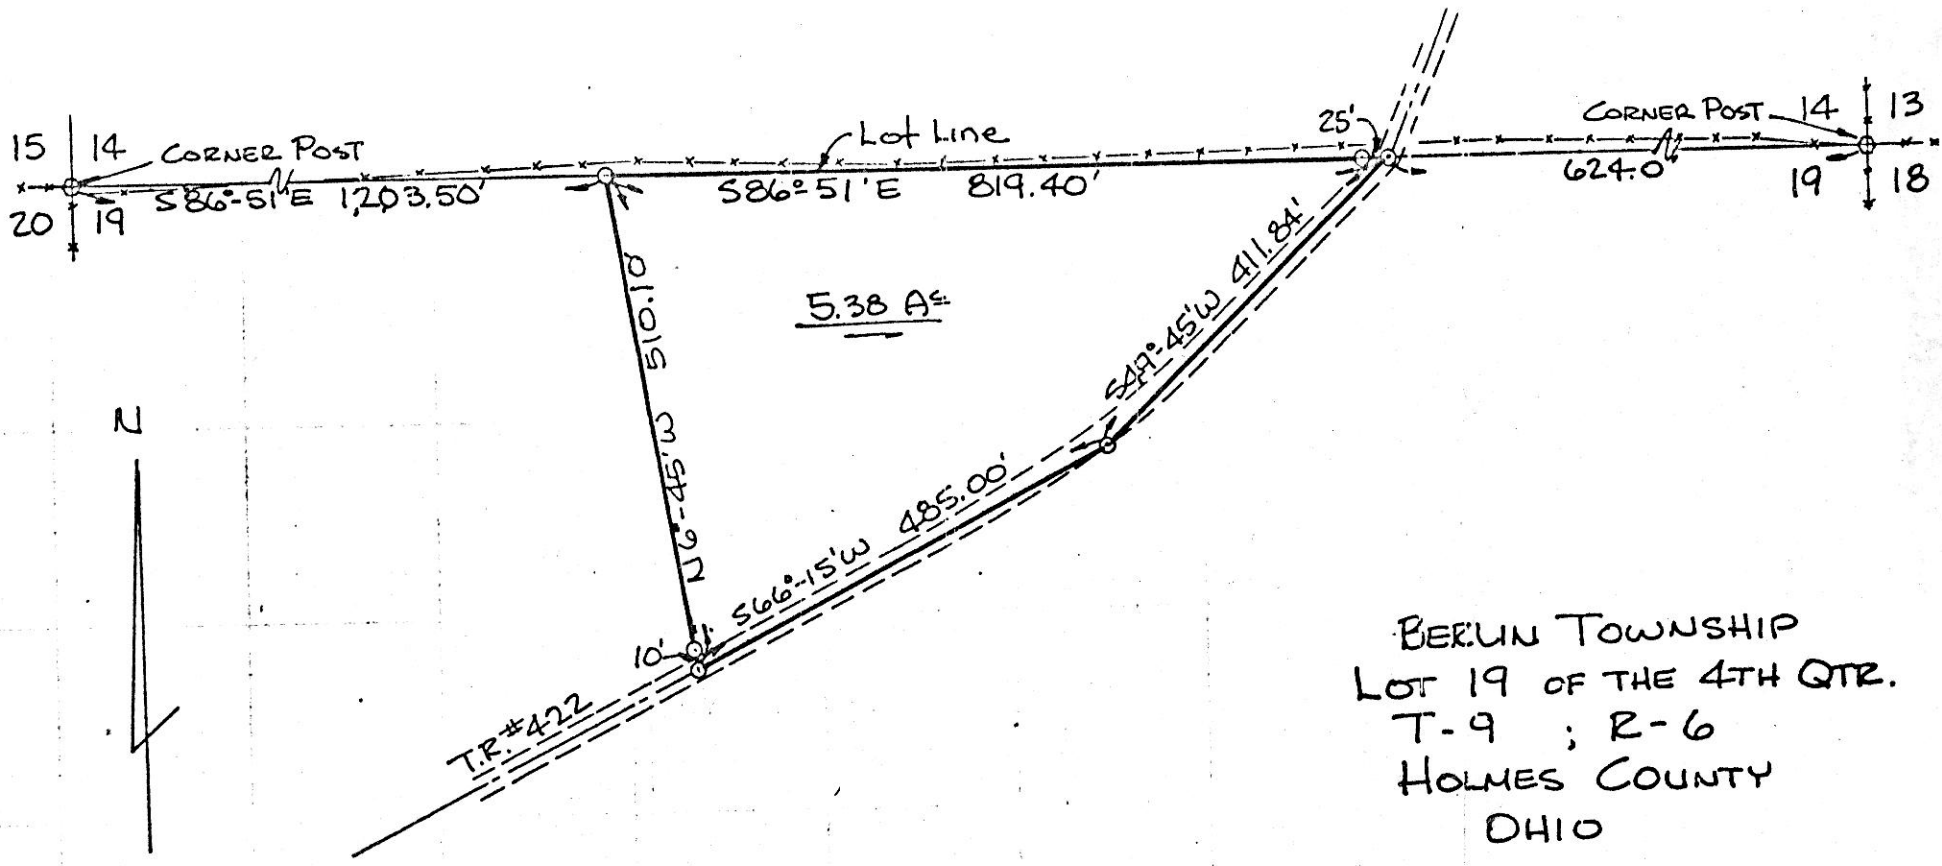 15 14
CORNER POST
20 19
S86°-51'E 1,203.50'
Lot Line
S86°-51'E 819.40'
25'
CORNER POST
14 13
624.0'
19 18
N6°-45'W 510.10
5.38 Ac
S49°-45'W 411.84'
S66°-15'W 485.00'
10'
T.R.#422
N
BERLIN TOWNSHIP
LOT 19 OF THE 4TH QTR.
T-9 ; R-6
HOLMES COUNTY
OHIO